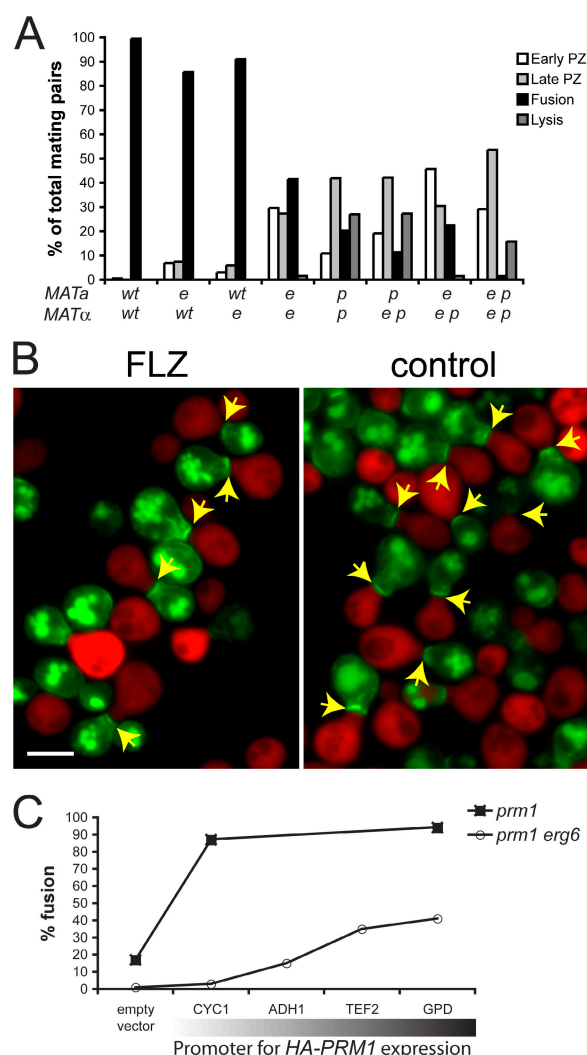 A
% of total mating pairs
100
90
80
70
60
50
40
30
20
10
0
Early PZ
Late PZ
Fusion
Lysis
MATa wt e wt e p p e e p
MATα wt wt e e p e p e p e p
B
FLZ control
C
% fusion
100
90
80
70
60
50
40
30
20
10
0
prm1
prm1 erg6
empty vector CYC1 ADH1 TEF2 GPD
Promoter for HA-PRM1 expression